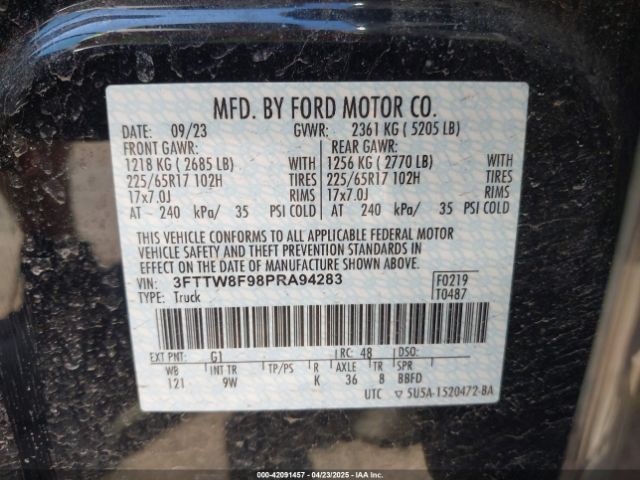 MFD. BY FORD MOTOR CO.
DATE: 09/23 GVWR: 2361 KG ( 5205 LB)
FRONT GAWR: REAR GAWR:
1218 KG ( 2685 LB) WITH 1256 KG ( 2770 LB) WITH
225/65R17 102H TIRES 225/65R17 102H TIRES
17x7.0J RIMS 17x7.0J RIMS
AT 240 kPa/ 35 PSI COLD AT 240 kPa/ 35 PSI COLD
THIS VEHICLE CONFORMS TO ALL APPLICABLE FEDERAL MOTOR
VEHICLE SAFETY AND THEFT PREVENTION STANDARDS IN
EFFECT ON THE DATE OF MANUFACTURE SHOWN ABOVE.
VIN: 3FTTW8F98PRA94283 F0219
TYPE: Truck T0487
EXT PNT: G1 RC: 48 DSO:
WB INT TR TP/PS R AXLE TR SPR
121 9W K 36 8 BBFD
UTC ▽ 5U5A-1520472-BA
000-42091457 | 04/23/2025 | IAAI.COM